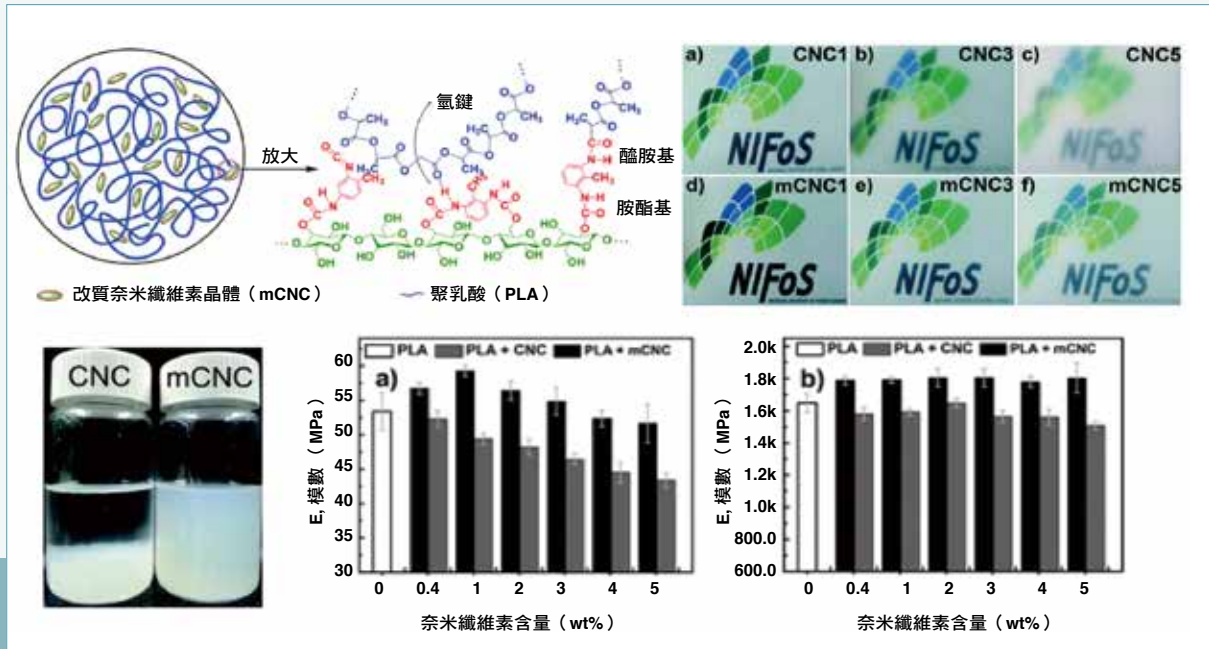 放大
氫鍵
醯胺基
胺酯基
改質奈米纖維素晶體（mCNC）
聚乳酸（PLA）
a) CNC1
NIFoS
b) CNC3
NIFoS
c) CNC5
NIFoS
d) mCNC1
NIFoS
e) mCNC3
NIFoS
f) mCNC5
NIFoS
CNC
mCNC
PLA PLA + CNC PLA + mCNC
a)
E, 模數（MPa）
60
55
50
45
40
35
30
0 0.4 1 2 3 4 5
奈米纖維素含量（wt%）
PLA PLA + CNC PLA + mCNC
b)
E, 模數（MPa）
2.0k
1.8k
1.6k
1.4k
1.2k
1.0k
800.0
600.0
0 0.4 1 2 3 4 5
奈米纖維素含量（wt%）